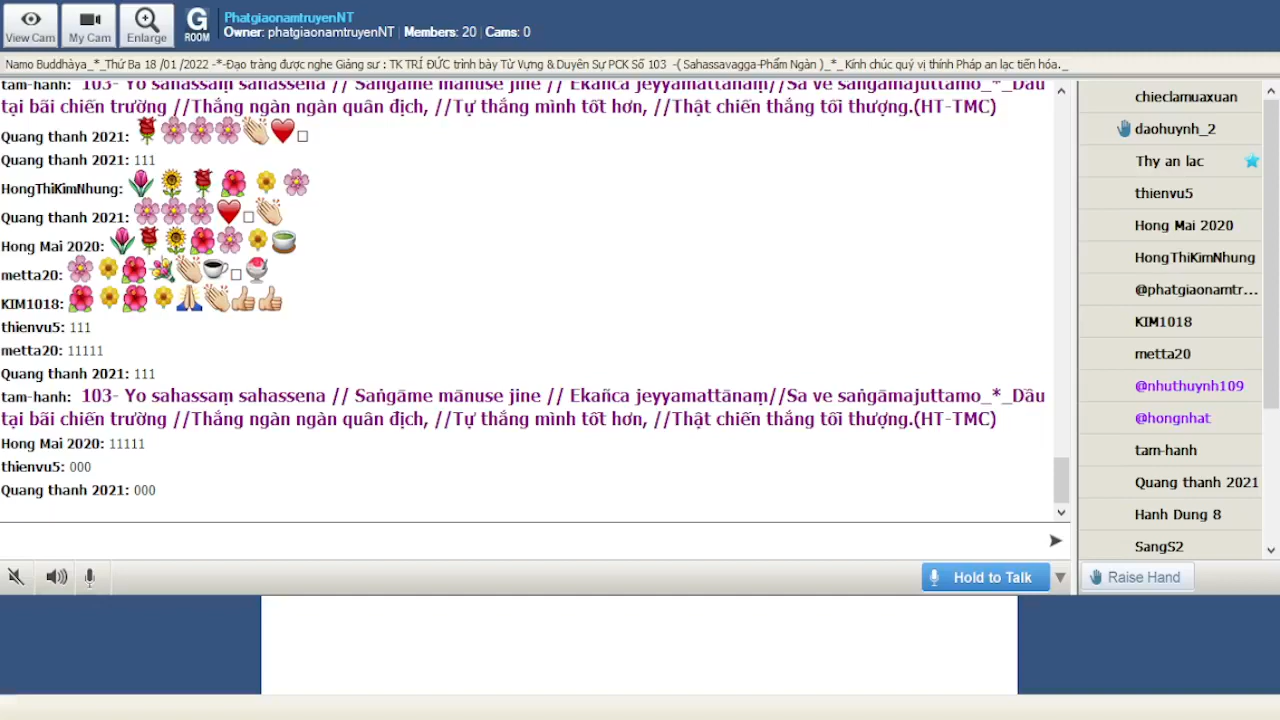 View Cam
My Cam
Enlarge
G
ROOM
PhatgiaonamtruyenNT
Owner: phatgiaonamtruyenNT | Members: 20 | Cams: 0
Namo Buddhàya_*_Thứ Ba 18 /01 /2022 -*-Đạo tràng được nghe Giảng sư : TK TRÍ ĐỨC trình bày Từ Vựng & Duyên Sự PCK Số 103 -( Sahassavagga-Phẩm Ngàn )_*_Kính chúc quý vị thính Pháp an lạc tiến hóa._
tam-hanh: 103- Yo sahassaṃ sahassena // Saṅgāme mānuse jine // Ekañca jeyyamattānaṃ//Sa ve saṅgāmajuttamo_*_Dầu
tại bãi chiến trường //Thắng ngàn ngàn quân địch, //Tự thắng mình tốt hơn, //Thật chiến thắng tối thượng.(HT-TMC)
Quang thanh 2021:
Quang thanh 2021: 111
HongThiKimNhung:
Quang thanh 2021:
Hong Mai 2020:
metta20:
KIM1018:
thienvu5: 111
metta20: 11111
Quang thanh 2021: 111
tam-hanh: 103- Yo sahassaṃ sahassena // Saṅgāme mānuse jine // Ekañca jeyyamattānaṃ//Sa ve saṅgāmajuttamo_*_Dầu
tại bãi chiến trường //Thắng ngàn ngàn quân địch, //Tự thắng mình tốt hơn, //Thật chiến thắng tối thượng.(HT-TMC)
Hong Mai 2020: 11111
thienvu5: 000
Quang thanh 2021: 000
Hold to Talk
chieclamuaxuan
daohuynh_2
Thy an lac
thienvu5
Hong Mai 2020
HongThiKimNhung
@phatgiaonamtr...
KIM1018
metta20
@nhuthuynh109
@hongnhat
tam-hanh
Quang thanh 2021
Hanh Dung 8
SangS2
Raise Hand